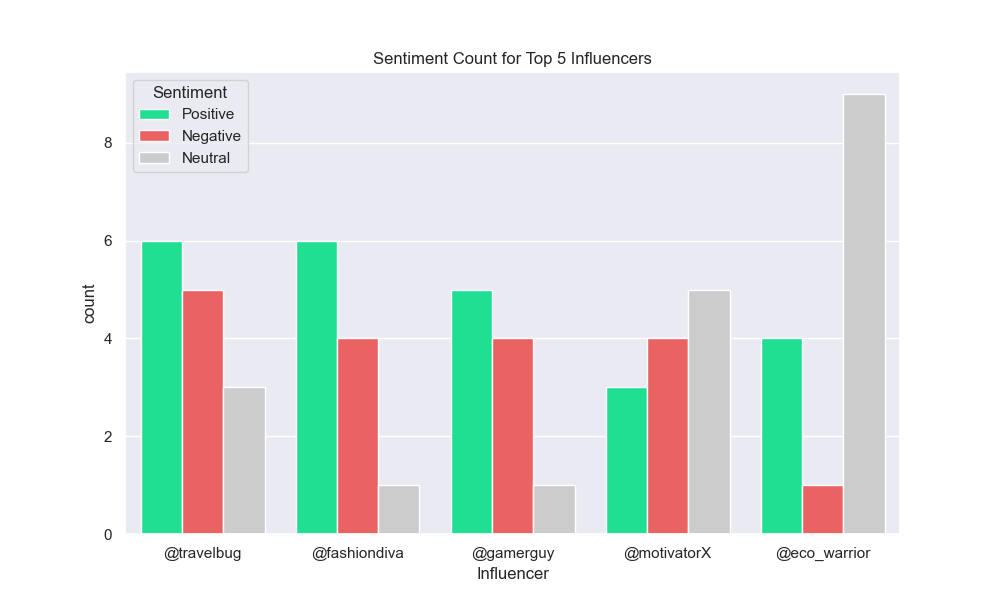 Sentiment Count for Top 5 Influencers
Sentiment
Positive
Negative
Neutral
8
6
4
2
0
count
@travelbug @fashiondiva @gamerguy @motivatorX @eco_warrior
Influencer